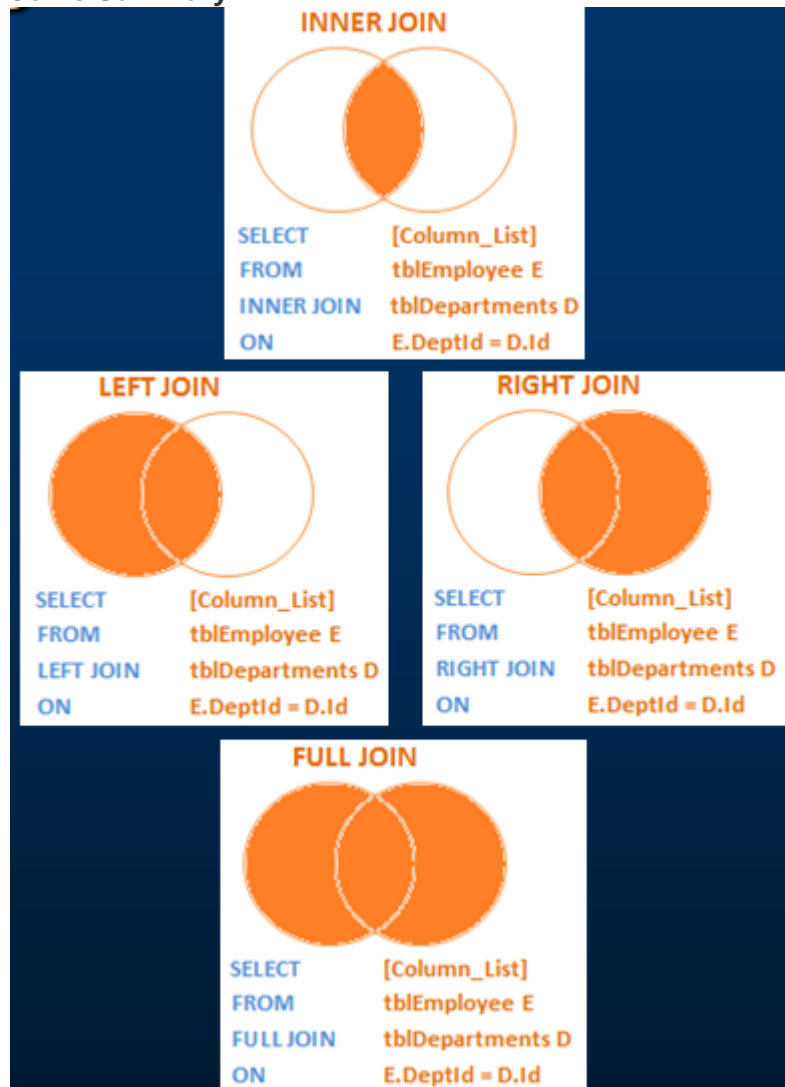 INNER JOIN
SELECT [Column_List]
FROM tblEmployee E
INNER JOIN tblDepartments D
ON E.DeptId = D.Id
LEFT JOIN
SELECT [Column_List]
FROM tblEmployee E
LEFT JOIN tblDepartments D
ON E.DeptId = D.Id
RIGHT JOIN
SELECT [Column_List]
FROM tblEmployee E
RIGHT JOIN tblDepartments D
ON E.DeptId = D.Id
FULL JOIN
SELECT [Column_List]
FROM tblEmployee E
FULL JOIN tblDepartments D
ON E.DeptId = D.Id